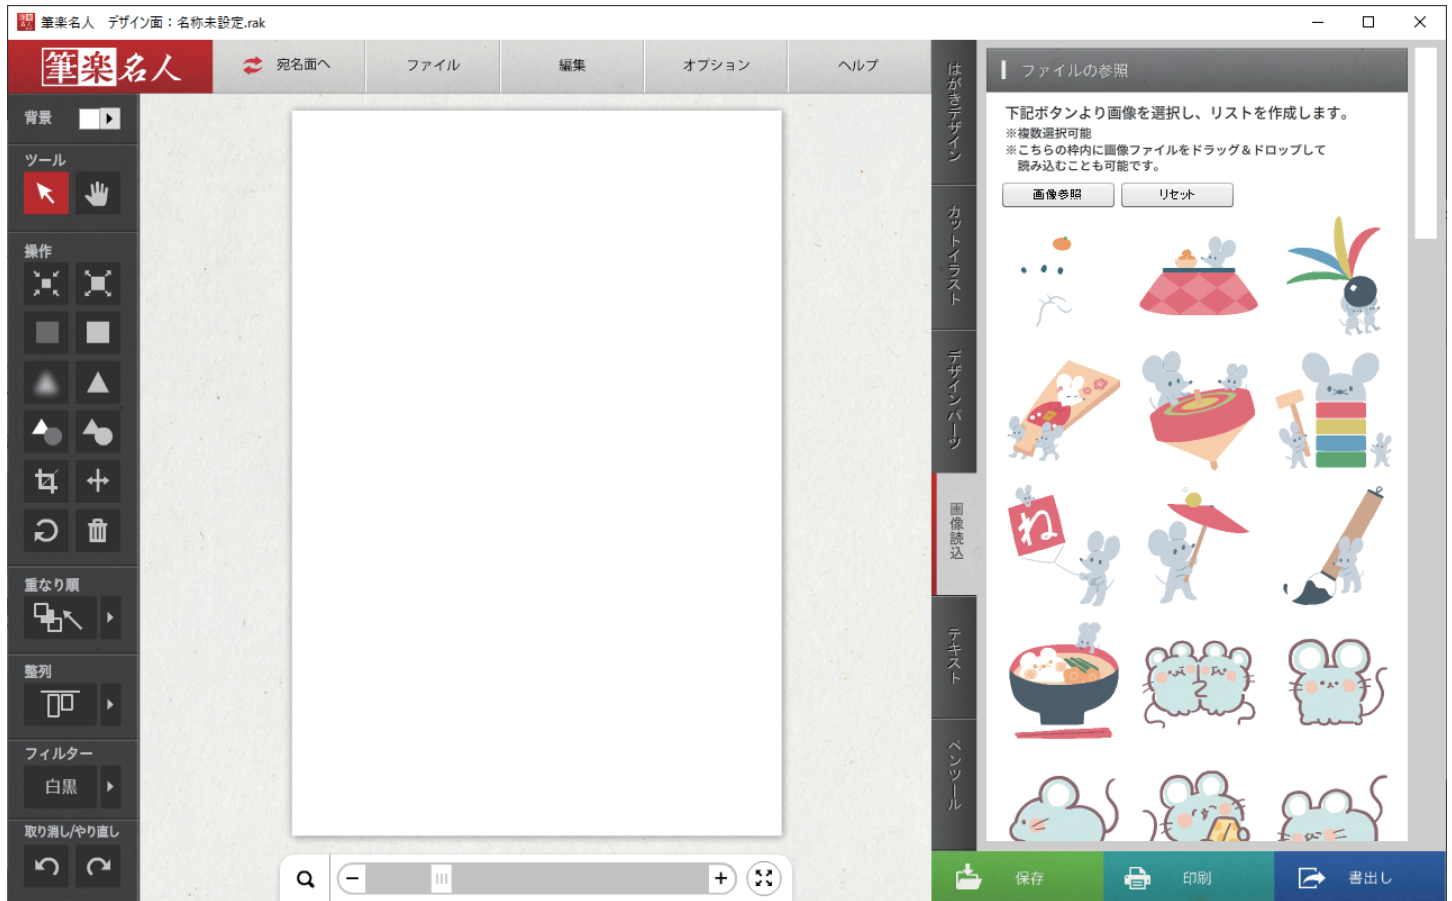 筆楽名人 デザイン面：名称未設定.rak
筆楽名人
宛名面へ
ファイル
編集
オプション
ヘルプ
背景
ツール
操作
重なり順
整列
フィルター
白黒
取り消し/やり直し
はがきデザイン
カットイラスト
デザインパーツ
画像読込
テキスト
ペンツール
ファイルの参照
下記ボタンより画像を選択し、リストを作成します。
※複数選択可能
※こちらの枠内に画像ファイルをドラッグ＆ドロップして
読み込むことも可能です。
画像参照
リセット
ね
保存
印刷
書出し